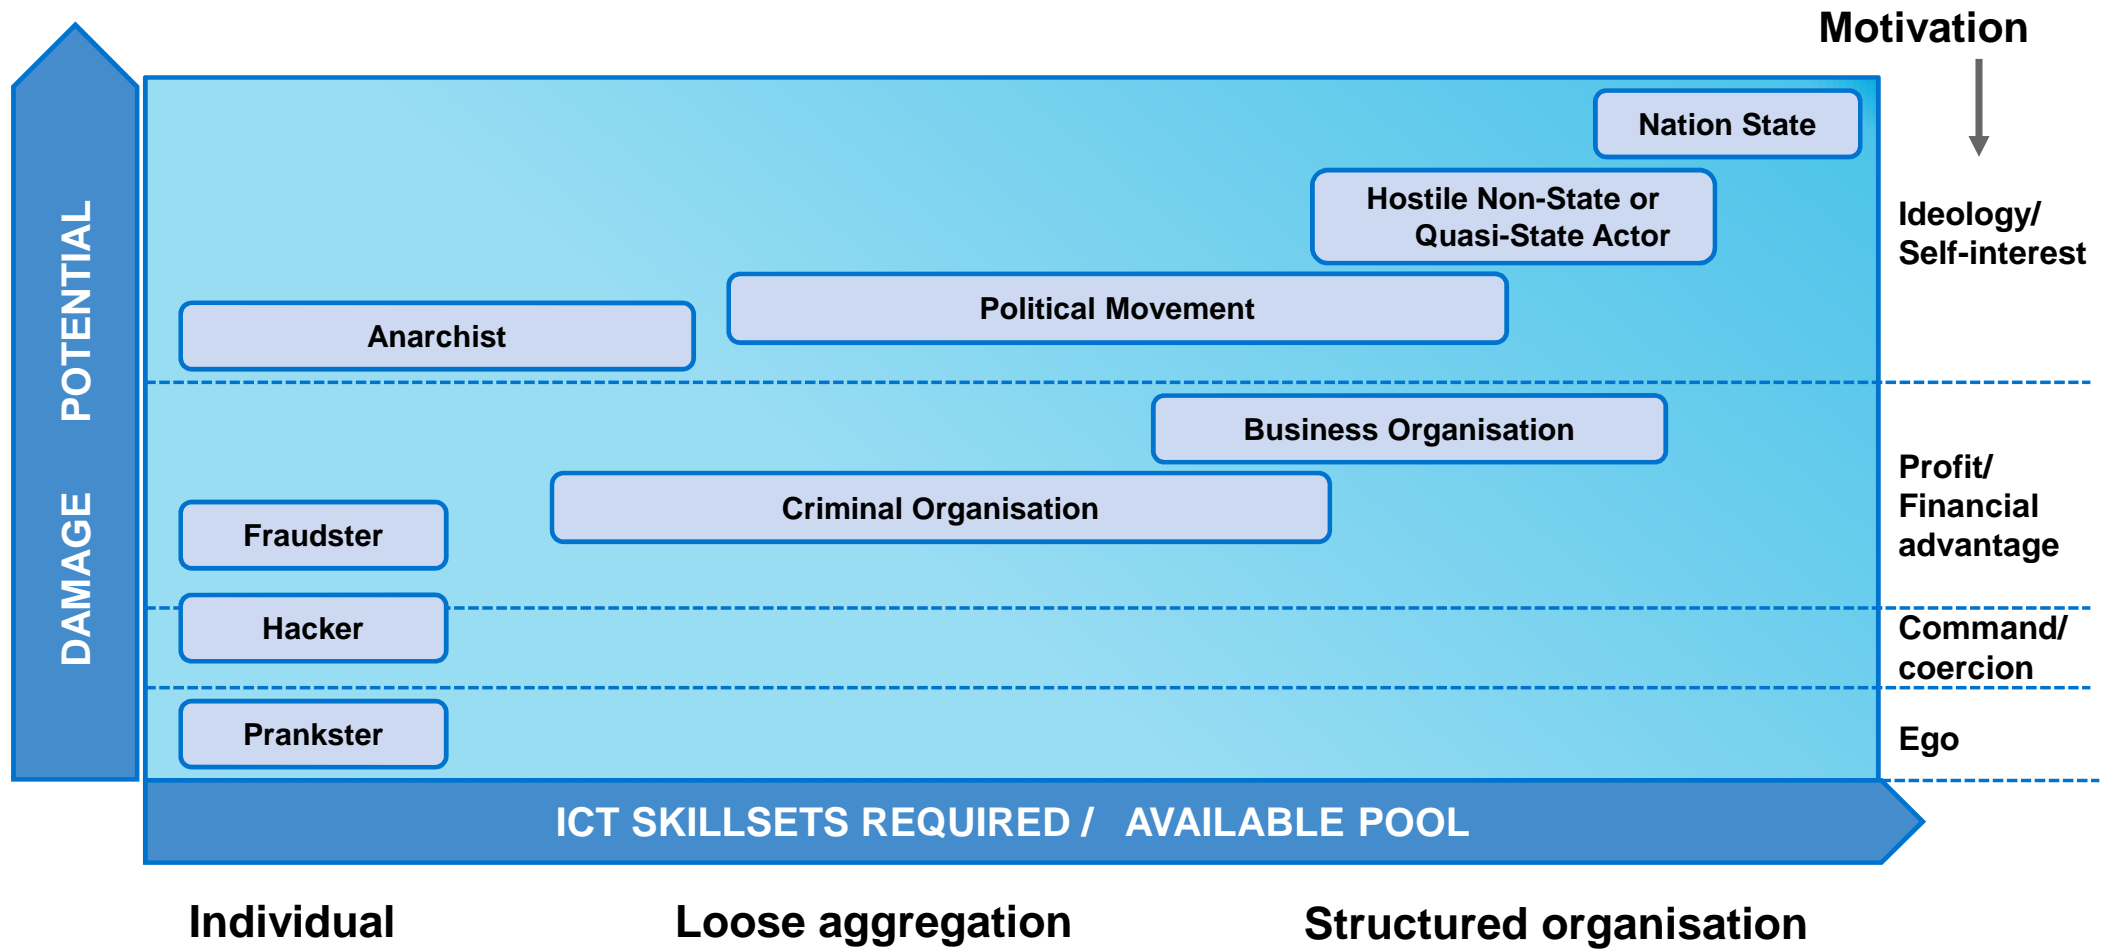 Motivation
Nation State
Hostile Non-State or
Quasi-State Actor
Ideology/
Self-interest
Political Movement
Anarchist
Business Organisation
Profit/
Financial
advantage
Criminal Organisation
Fraudster
Hacker
Command/
coercion
Prankster
Ego
DAMAGE POTENTIAL
ICT SKILLSETS REQUIRED / AVAILABLE POOL
Individual
Loose aggregation
Structured organisation